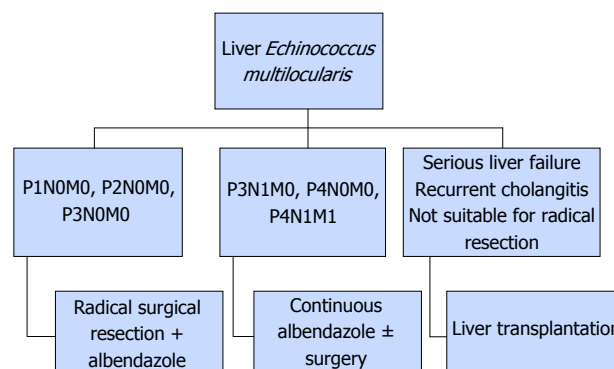 Liver Echinococcus
multilocularis
P1N0M0, P2N0M0,
P3N0M0
P3N1M0, P4N0M0,
P4N1M1
Serious liver failure
Recurrent cholangitis
Not suitable for radical
resection
Radical surgical
resection +
albendazole
Continuous
albendazole ±
surgery
Liver transplantation